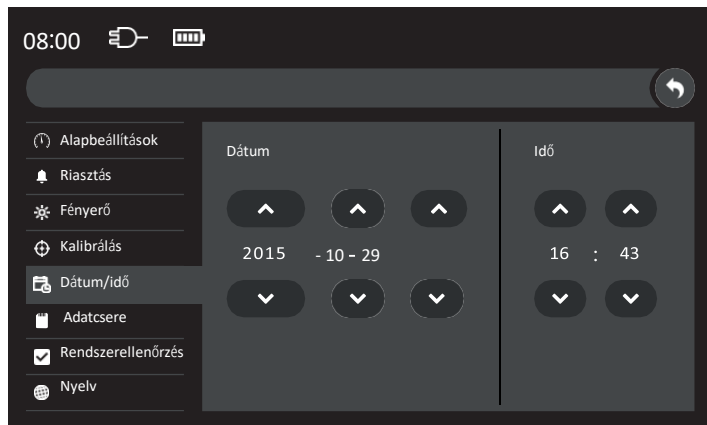 08:00
Alapbeállítások
Riasztás
Fényerő
Kalibrálás
Dátum/idő
Adatcsere
Rendszerellenőrzés
Nyelv
Dátum
2015 - 10 - 29
Idő
16 : 43